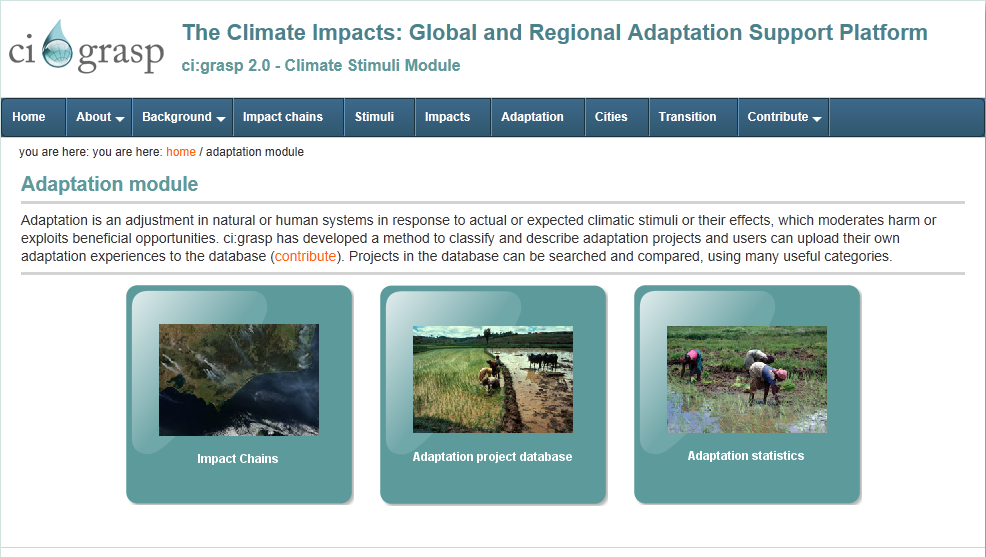 ci grasp
The Climate Impacts: Global and Regional Adaptation Support Platform
ci:grasp 2.0 - Climate Stimuli Module
Home About Background Impact chains Stimuli Impacts Adaptation Cities Transition Contribute
you are here: you are here: home / adaptation module
Adaptation module
Adaptation is an adjustment in natural or human systems in response to actual or expected climatic stimuli or their effects, which moderates harm or
exploits beneficial opportunities. ci:grasp has developed a method to classify and describe adaptation projects and users can upload their own
adaptation experiences to the database (contribute). Projects in the database can be searched and compared, using many useful categories.
Impact Chains
Adaptation project database
Adaptation statistics